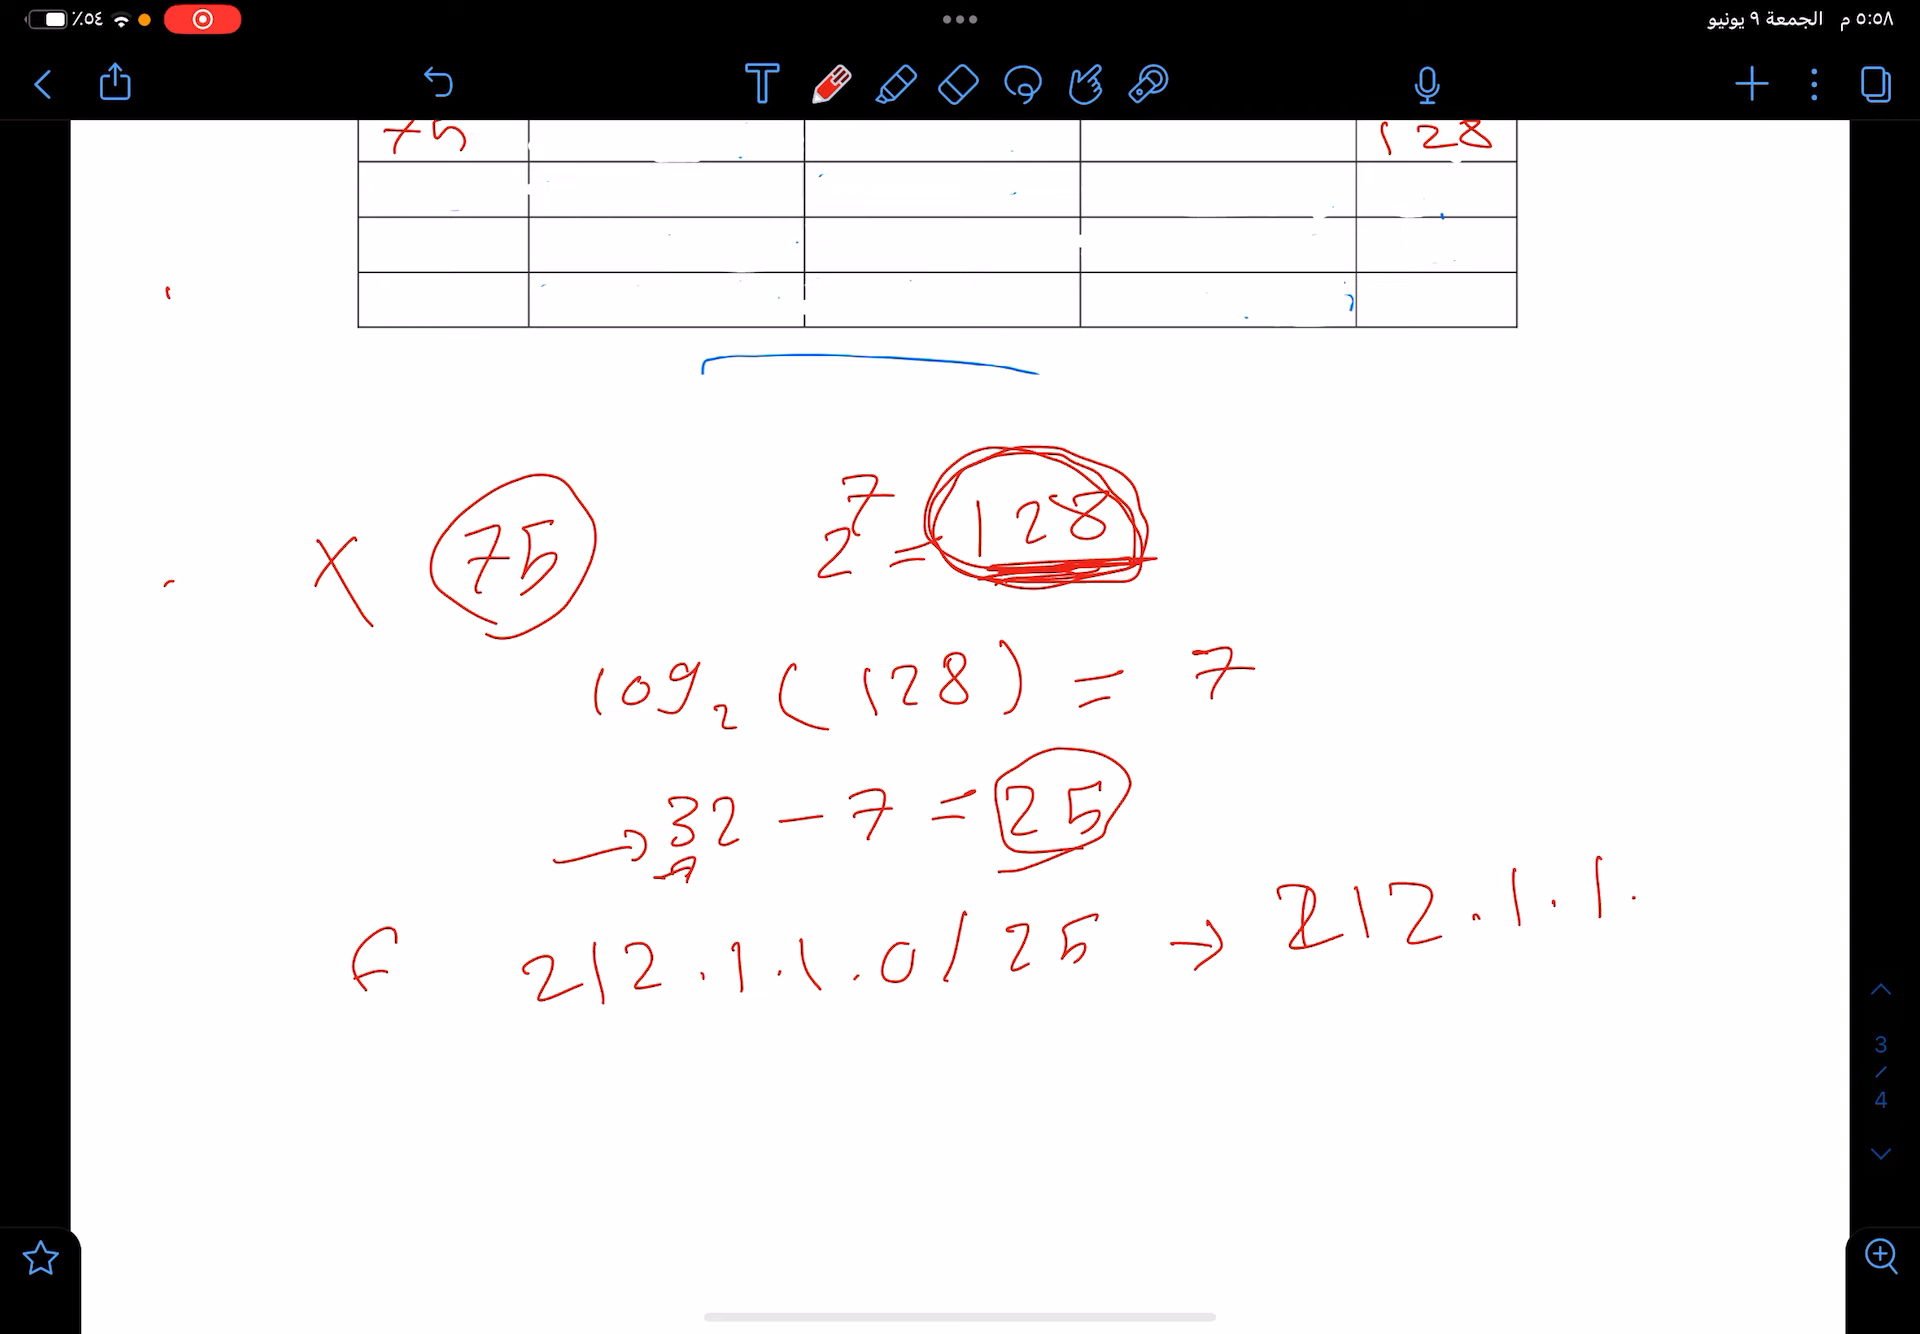 ٪٥٤
٥:٥٨ م الجمعة ٩ يونيو
75 128
X 75 2^7 = 128
log₂ (128) = 7
→ 32 - 7 = 25
212.1.1.0/25 → 212.1.1.
3
/
4